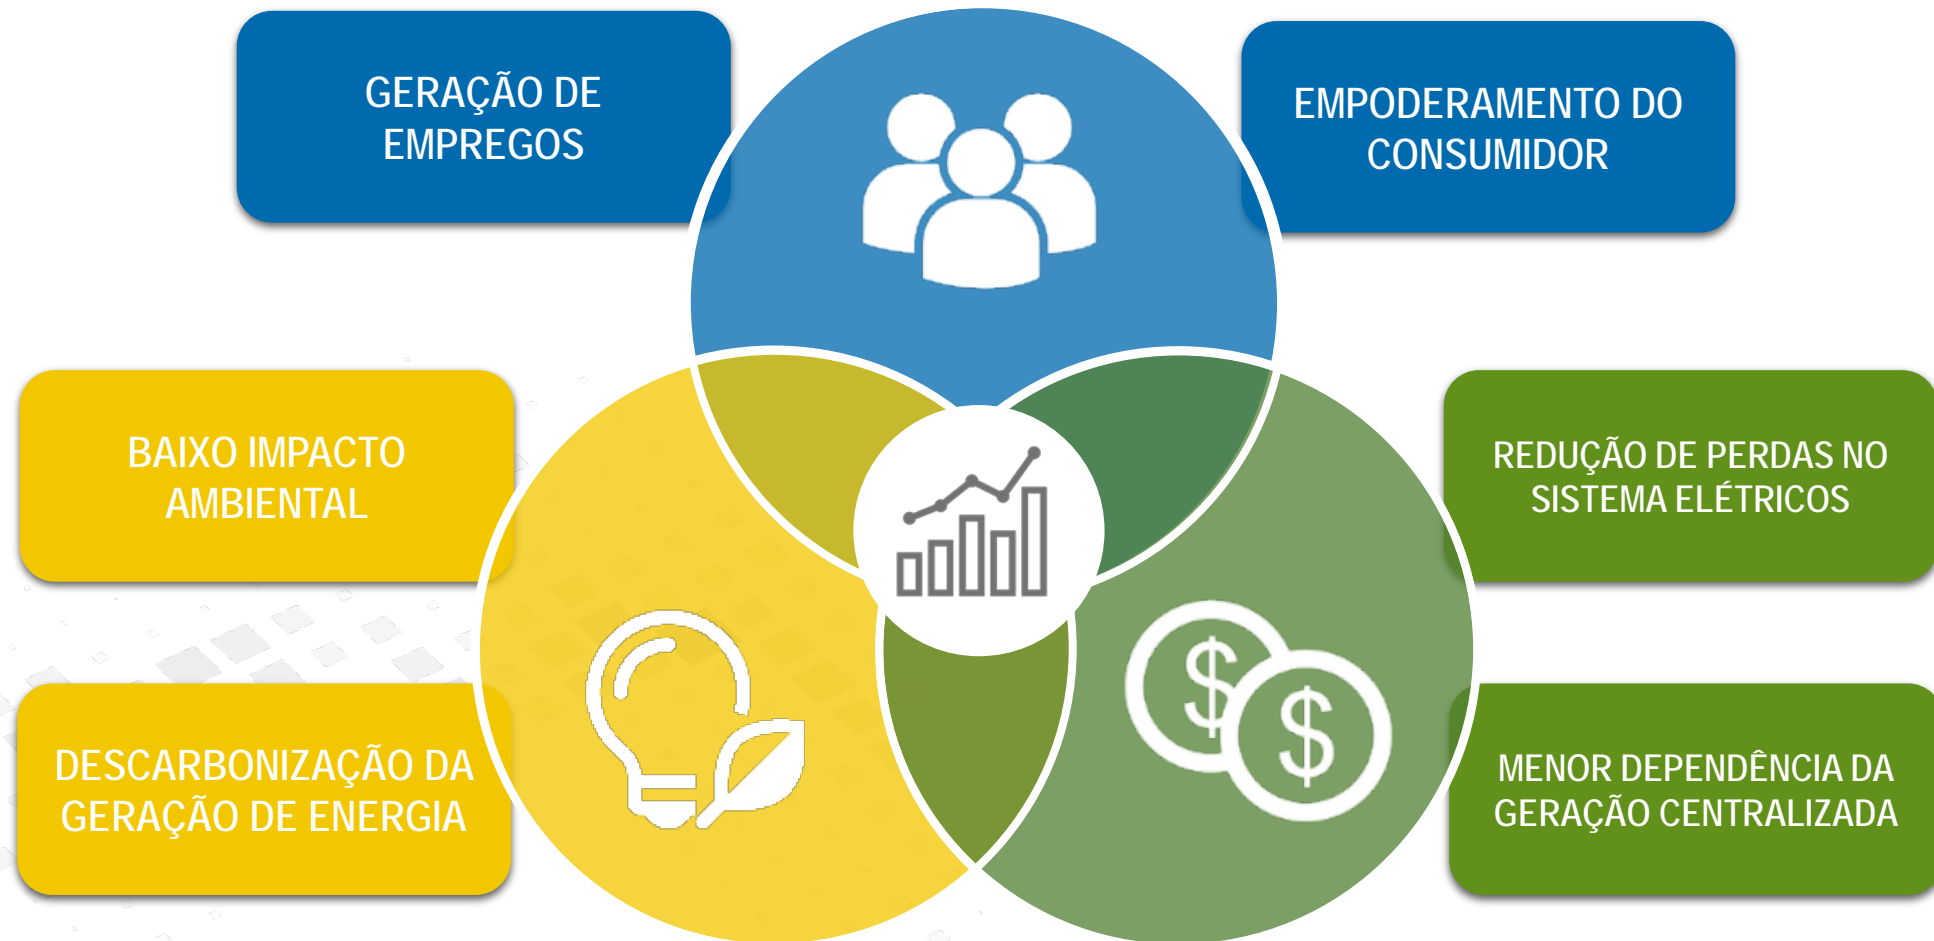 GERAÇÃO DE
EMPREGOS
EMPODERAMENTO DO
CONSUMIDOR
BAIXO IMPACTO
AMBIENTAL
REDUÇÃO DE PERDAS NO
SISTEMA ELÉTRICOS
DESCARBONIZAÇÃO DA
GERAÇÃO DE ENERGIA
$
$
MENOR DEPENDÊNCIA DA
GERAÇÃO CENTRALIZADA